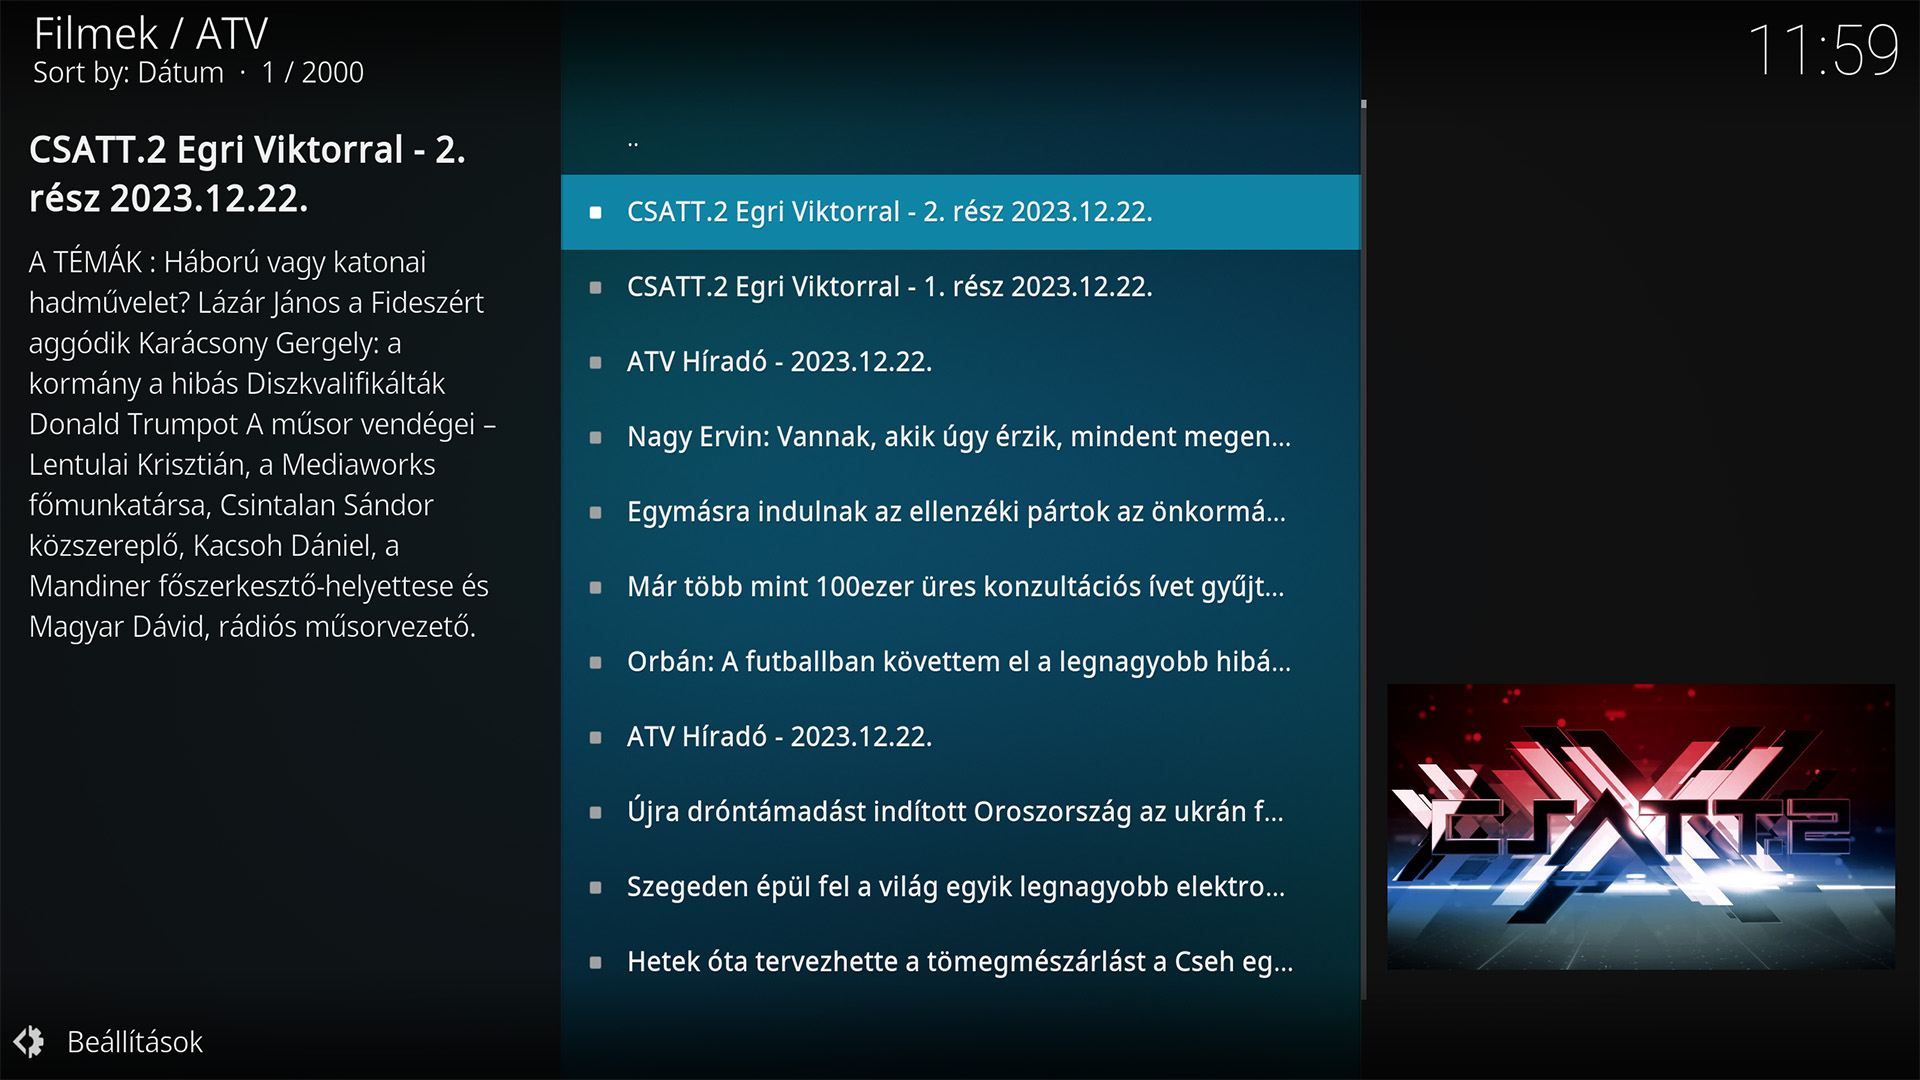 Filmek / ATV
Sort by: Dátum · 1 / 2000
11:59
CSATT.2 Egri Viktorral - 2.
rész 2023.12.22.
A TÉMÁK : Háború vagy katonai
hadművelet? Lázár János a Fideszért
aggódik Karácsony Gergely: a
kormány a hibás Diszkvalifikálták
Donald Trumpot A műsor vendégei –
Lentulai Krisztián, a Mediaworks
főmunkatársa, Csintalan Sándor
közszereplő, Kacsoh Dániel, a
Mandiner főszerkesztő-helyettese és
Magyar Dávid, rádiós műsorvezető.
..
CSATT.2 Egri Viktorral - 2. rész 2023.12.22.
CSATT.2 Egri Viktorral - 1. rész 2023.12.22.
ATV Híradó - 2023.12.22.
Nagy Ervin: Vannak, akik úgy érzik, mindent megen...
Egymásra indulnak az ellenzéki pártok az önkormá...
Már több mint 100ezer üres konzultációs ívet gyűjt...
Orbán: A futballban követtem el a legnagyobb hibá...
ATV Híradó - 2023.12.22.
Újra dróntámadást indított Oroszország az ukrán f...
Szegeden épül fel a világ egyik legnagyobb elektro...
Hetek óta tervezhette a tömegmészárlást a Cseh eg...
CSATT2
Beállítások